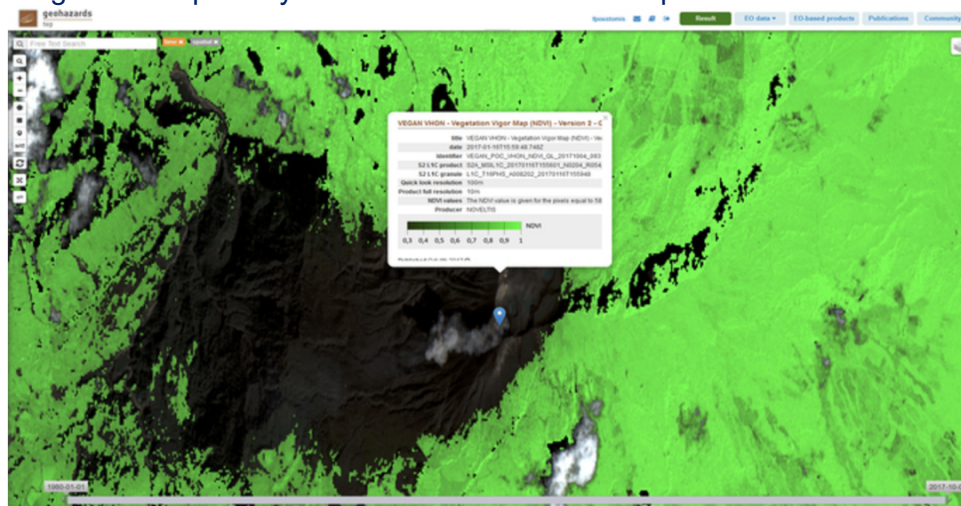 geohazards
tep
Result
EO data
EO-based products
Publications
Community
Free Text Search
VEGAN VHON - Vegetation Vigor Map (NDVI) - Version 2 - C
title VEGAN VHON - Vegetation Vigor Map (NDVI) - Ve
date 2017-01-16T15:59:48.746Z
Identifier VEGAN_POC_VHON_NDVI_QL_20171004_093
S2 L1C product S2A_MSIL1C_20170116T155601_N0204_R054
S2 L1C granule L1C_T16PHS_A008202_20170116T155948
Quick look resolution 100m
Product full resolution 10m
NDVI values The NDVI value is given for the pixels equal to 58
Producer NOVELTIS
NDVI
0,3 0,4 0,5 0,6 0,7 0,8 0,9 1
1980-01-01
2017-10-0